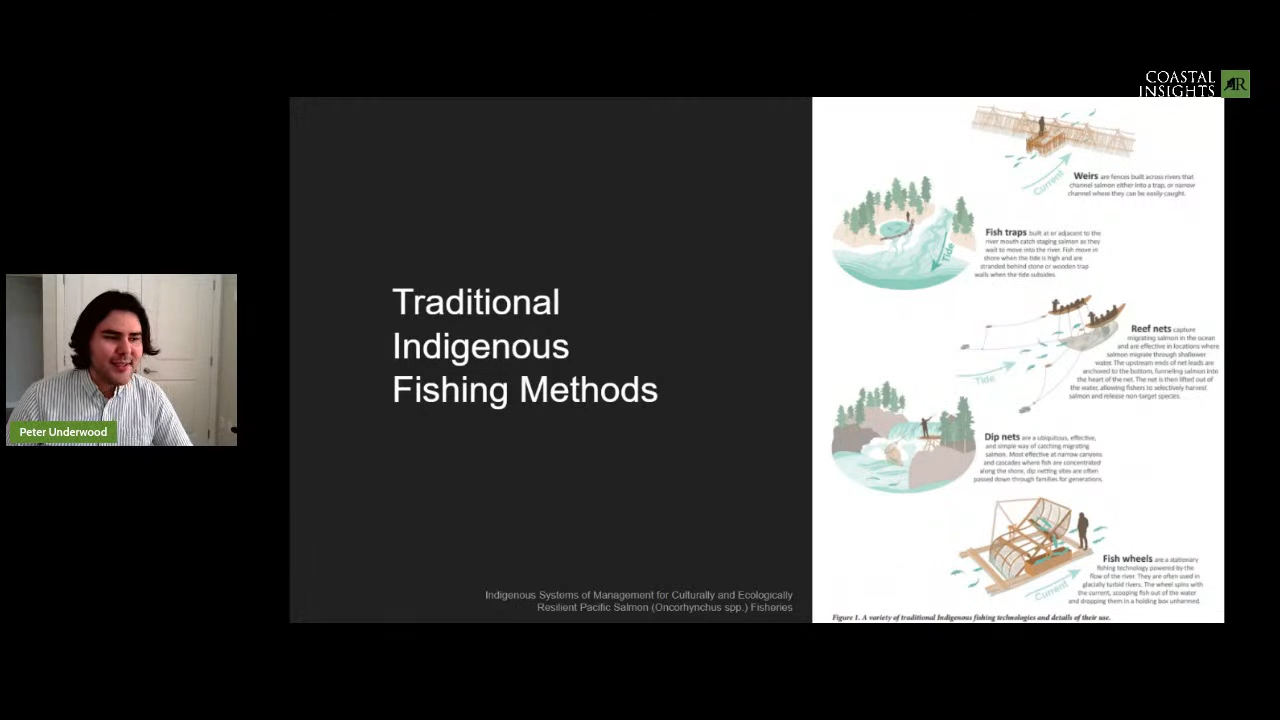 COASTAL
INSIGHTS
Traditional
Indigenous
Fishing Methods
Indigenous Systems of Management for Culturally and Ecologically
Resilient Pacific Salmon (Oncorhynchus spp.) Fisheries
Peter Underwood
Current
Weirs are fences built across rivers that
channel salmon either into a trap, or narrow
channel where they can be easily caught.
Tide
Fish traps built at or adjacent to the
river mouth catch staging salmon as they
wait to move into the river. Fish move in
shore when the tide is high and are
stranded behind stone or wooden trap
walls when the tide subsides.
Tide
Reef nets capture
migrating salmon in the ocean
and are effective in locations where
salmon migrate through shallower
water. The upstream ends of net leads are
anchored to the bottom, funneling salmon into
the heart of the net. The net is then lifted out of
the water, allowing fishers to selectively harvest
salmon and release non-target species.
Dip nets are a ubiquitous, effective,
and simple way of catching migrating
salmon. Most effective at narrow canyons
and cascades where fish are concentrated
along the shore, dip netting sites are often
passed down through families for generations.
Current
Fish wheels are a stationary
fishing technology powered by the
flow of the river. They are often used in
glacially turbid rivers. The wheel spins with
the current, scooping fish out of the water
and dropping them in a holding box unharmed.
Figure 1. A variety of traditional Indigenous fishing technologies and details of their use.